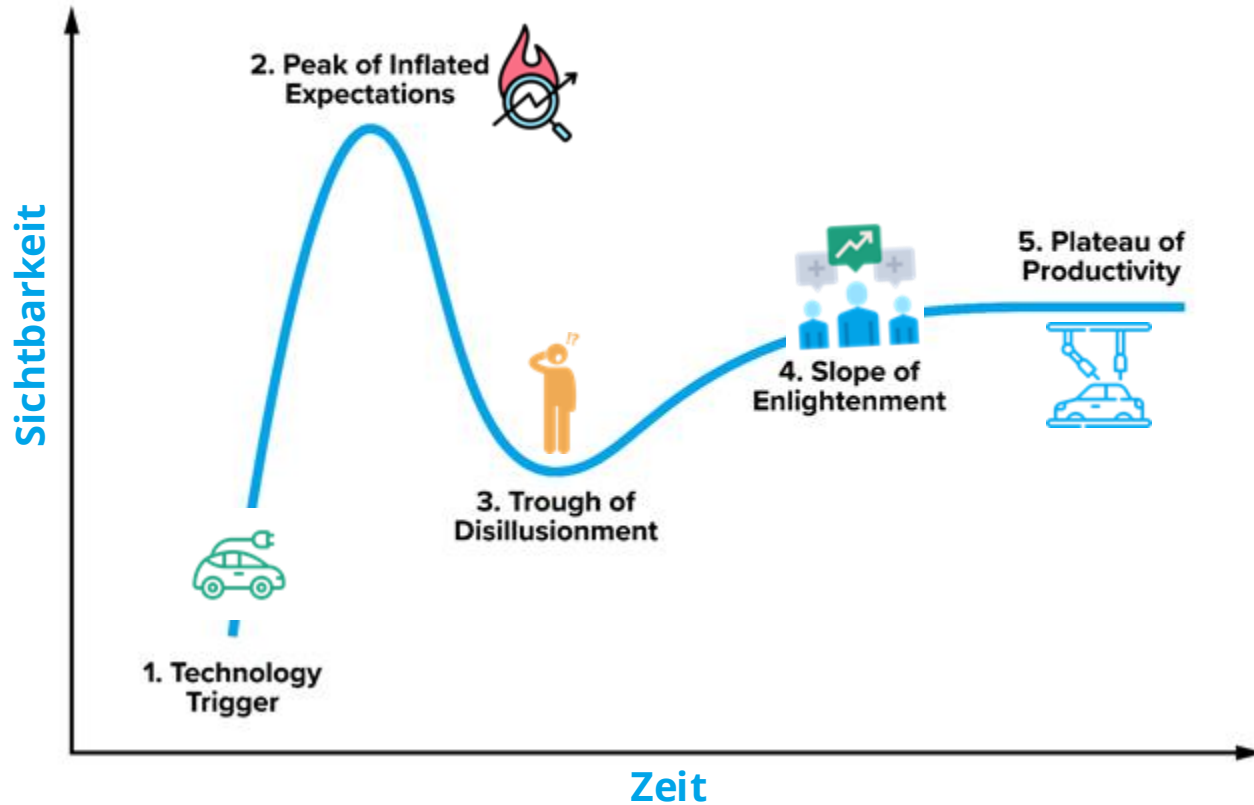 2. Peak of Inflated
Expectations
Sichtbarkeit
5. Plateau of
Productivity
!?
4. Slope of
Enlightenment
3. Trough of
Disillusionment
1. Technology
Trigger
Zeit